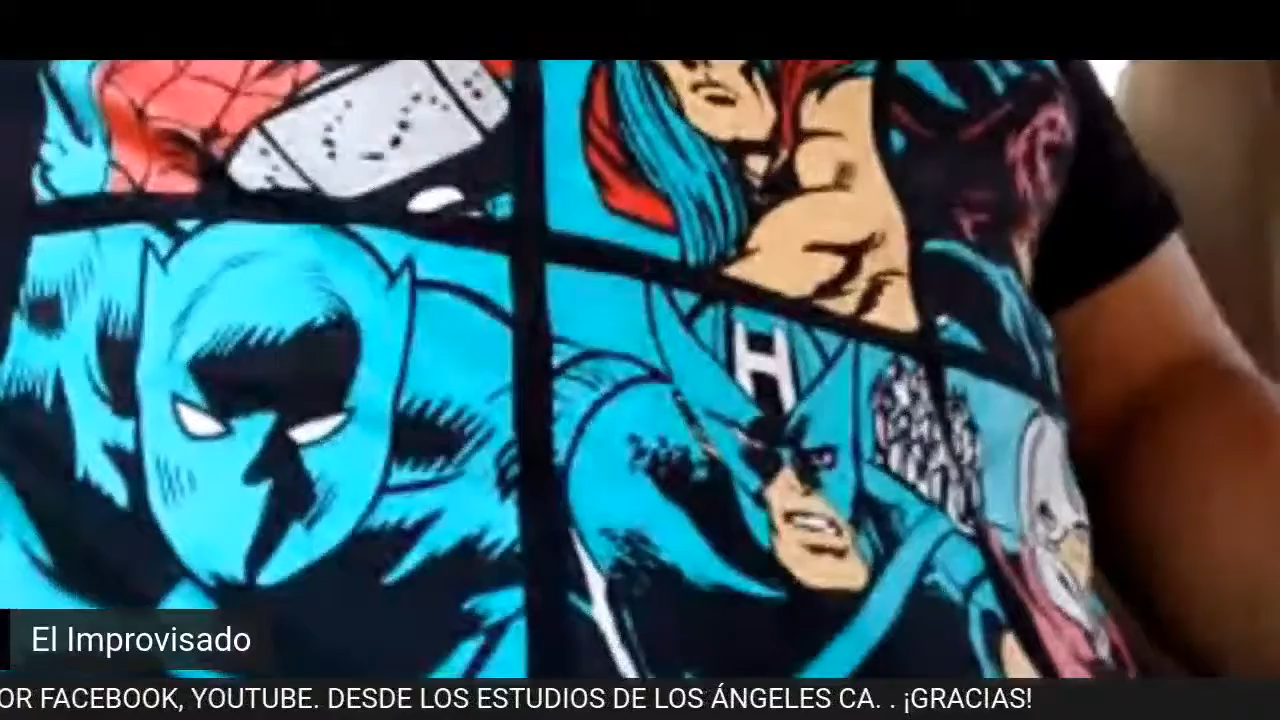 H
El Improvisado
OR FACEBOOK, YOUTUBE. DESDE LOS ESTUDIOS DE LOS ÁNGELES CA. . ¡GRACIAS!